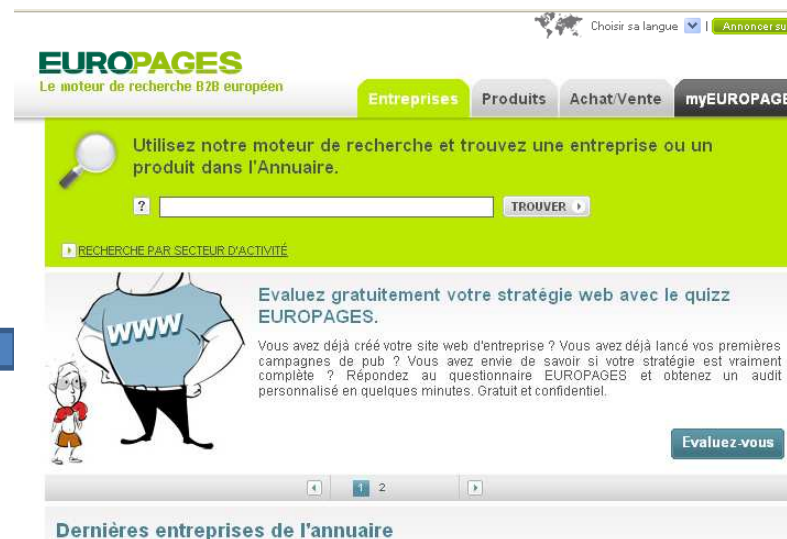 Choisir sa langue | Annoncer su
EUROPAGES
Le moteur de recherche B2B européen
Entreprises Produits Achat/Vente myEUROPAGE
Utilisez notre moteur de recherche et trouvez une entreprise ou un
produit dans l'Annuaire.
? TROUVER
RECHERCHE PAR SECTEUR D'ACTIVITÉ
WWW
Evaluez gratuitement votre stratégie web avec le quizz
EUROPAGES.
Vous avez déjà créé votre site web d'entreprise ? Vous avez déjà lancé vos premières
campagnes de pub ? Vous avez envie de savoir si votre stratégie est vraiment
complète ? Répondez au questionnaire EUROPAGES et obtenez un audit
personnalisé en quelques minutes. Gratuit et confidentiel.
Evaluez-vous
1 2
Dernières entreprises de l'annuaire